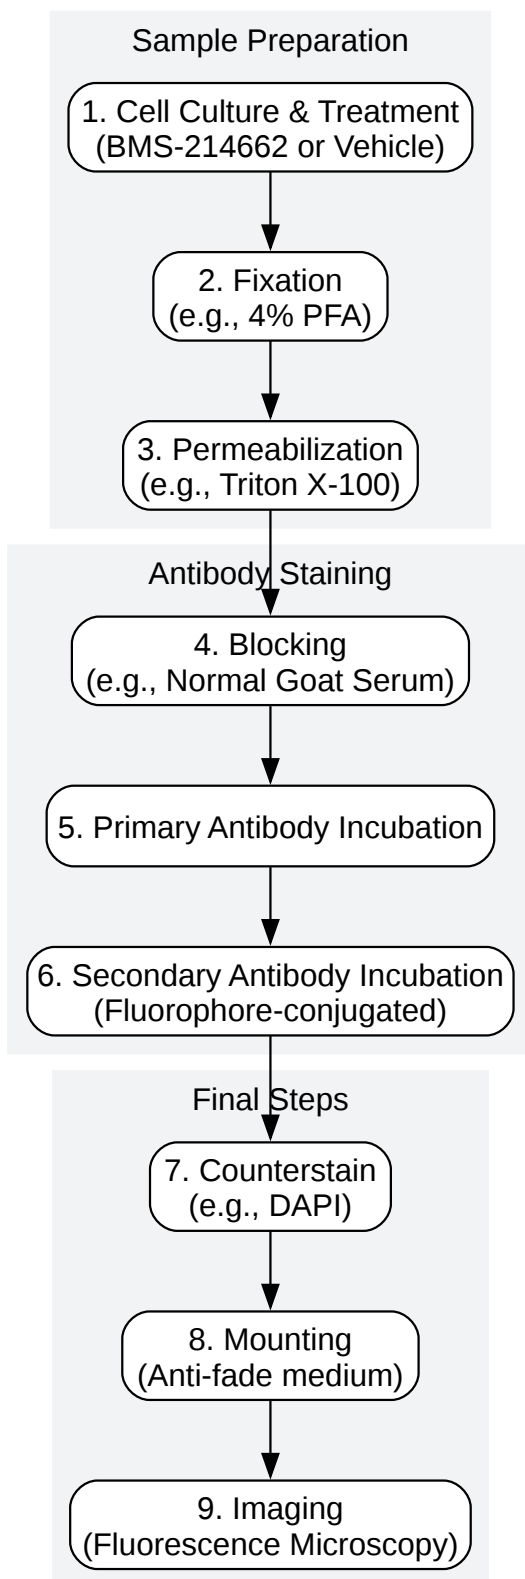 Sample Preparation
1. Cell Culture & Treatment
(BMS-214662 or Vehicle)
2. Fixation
(e.g., 4% PFA)
3. Permeabilization
(e.g., Triton X-100)
Antibody Staining
4. Blocking
(e.g., Normal Goat Serum)
5. Primary Antibody Incubation
6. Secondary Antibody Incubation
(Fluorophore-conjugated)
Final Steps
7. Counterstain
(e.g., DAPI)
8. Mounting
(Anti-fade medium)
9. Imaging
(Fluorescence Microscopy)